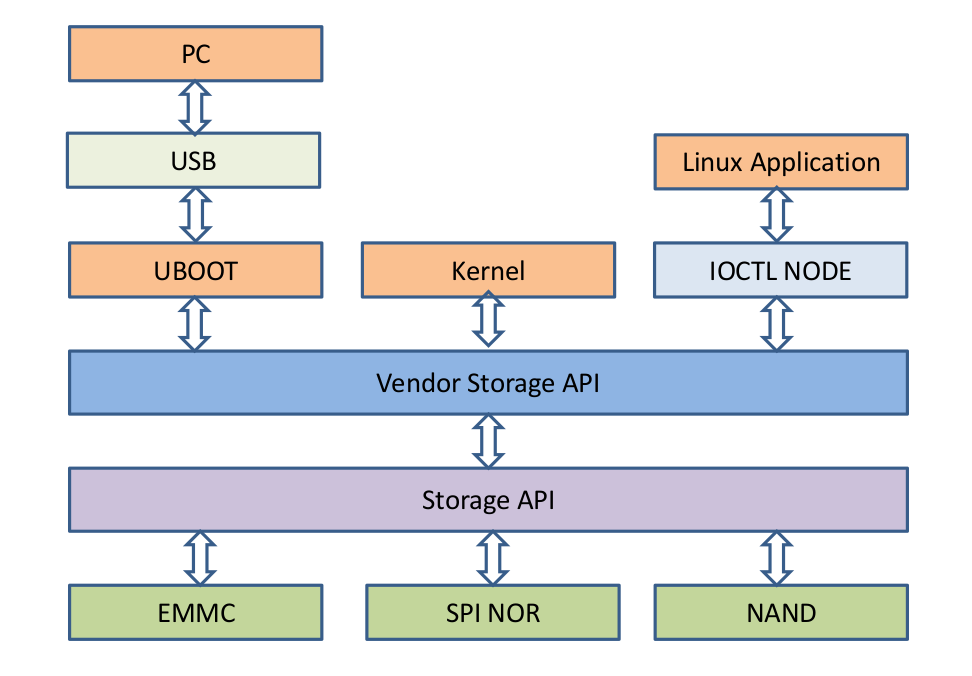 PC
USB
Linux Application
UBOOT
Kernel
IOCTL NODE
Vendor Storage API
Storage API
EMMC
SPI NOR
NAND